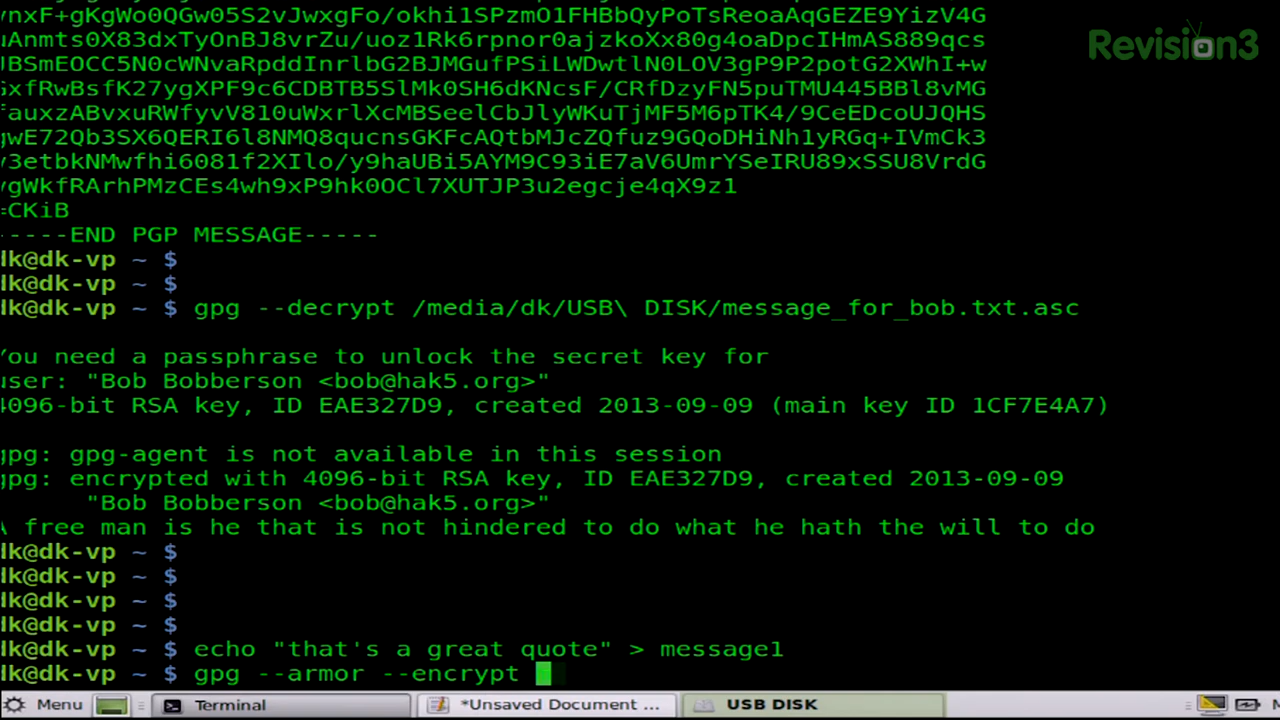 ynxF+gKgWo0QGw05S2vJwxgFo/okhi1SPzmO1FHBbQyPoTsReoaAqGEZE9YizV4G
uAnmts0X83dxTyOnBJ8vrZu/uoz1Rk6rpnor0ajzkoXx80g4oaDpcIHmAS889qcs
JBSmEOCC5N0cWNvaRpddInrlbG2BJMGufPSiLWDwtlN0LOV3gP9P2potG2XWhI+w
GxfRwBsfK27ygXPF9c6CDBTB5SlMk0SH6dKNcsF/CRfDzyFN5puTMU445BBl8vMG
fauxzABvxuRWfyvV810uWxrlXcMBSeelCbJlyWKuTjMF5M6pTK4/9CeEDcoUJQHS
gwE72Qb3SX6QERI6l8NMQ8qucnsGKFcAQtbMJcZQfuz9GQoDHiNh1yRGq+IVmCk3
v3etbkNMwfhi6081f2XIlo/y9haUBi5AYM9C93iE7aV6UmrYSeIRU89xSSU8VrdG
ygWkfRArhPMzCEs4wh9xP9hk0OCl7XUTJP3u2egcje4qX9z1
=CKiB
-----END PGP MESSAGE-----
dk@dk-vp ~ $
dk@dk-vp ~ $
dk@dk-vp ~ $ gpg --decrypt /media/dk/USB\ DISK/message_for_bob.txt.asc
You need a passphrase to unlock the secret key for
user: "Bob Bobberson <bob@hak5.org>"
4096-bit RSA key, ID EAE327D9, created 2013-09-09 (main key ID 1CF7E4A7)
gpg: gpg-agent is not available in this session
gpg: encrypted with 4096-bit RSA key, ID EAE327D9, created 2013-09-09
"Bob Bobberson <bob@hak5.org>"
A free man is he that is not hindered to do what he hath the will to do
dk@dk-vp ~ $
dk@dk-vp ~ $
dk@dk-vp ~ $
dk@dk-vp ~ $
dk@dk-vp ~ $ echo "that's a great quote" > message1
dk@dk-vp ~ $ gpg --armor --encrypt
Menu Terminal *Unsaved Document ... USB DISK
Revision3